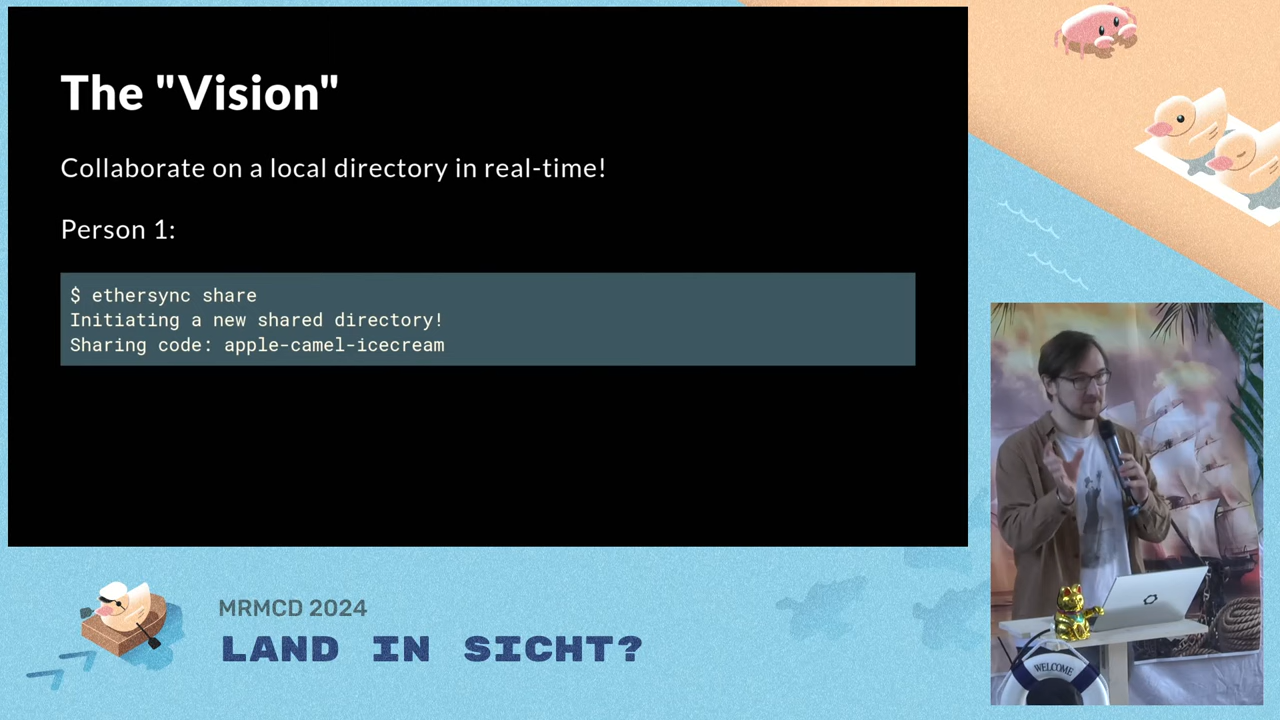 The "Vision"
Collaborate on a local directory in real-time!
Person 1:
$ ethersync share
Initiating a new shared directory!
Sharing code: apple-camel-icecream
MRMCD 2024
LAND IN SICHT?
WELCOME